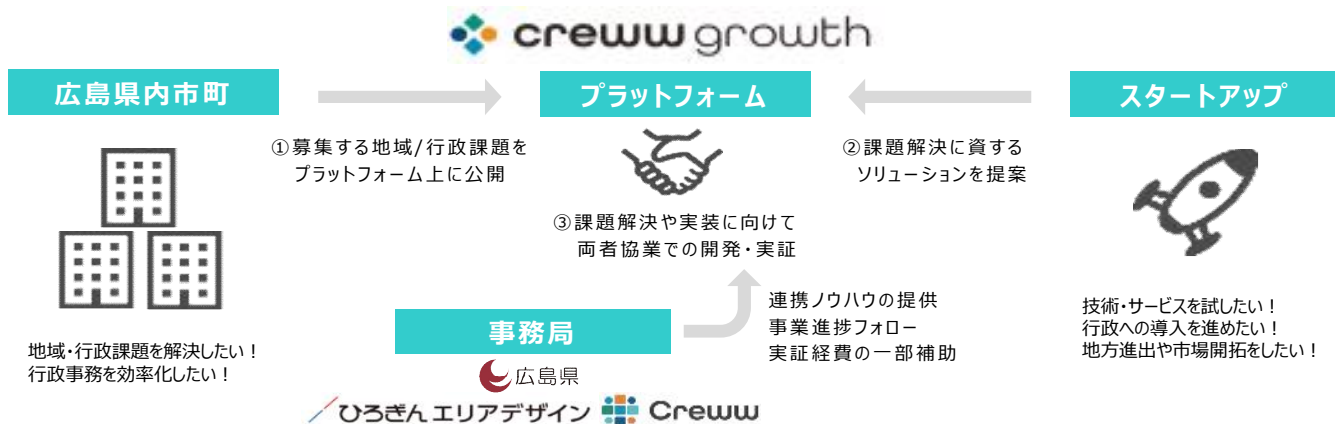 creww growth
広島県内市町
プラットフォーム
スタートアップ
①募集する地域/行政課題を
プラットフォーム上に公開
②課題解決に資する
ソリューションを提案
③課題解決や実装に向けて
両者協業での開発・実証
地域・行政課題を解決したい！
行政事務を効率化したい！
事務局
広島県
ひろぎんエリアデザイン
Creww
連携ノウハウの提供
事業進捗フォロー
実証経費の一部補助
技術・サービスを試したい！
行政への導入を進めたい！
地方進出や市場開拓をしたい！